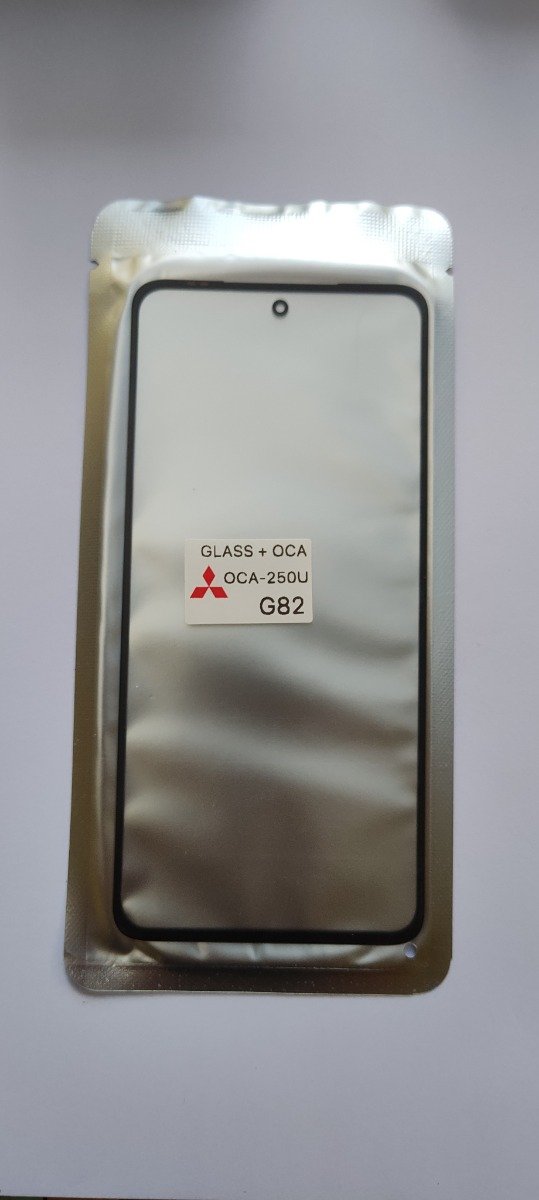 GLASS + OCA
OCA-250U
G82